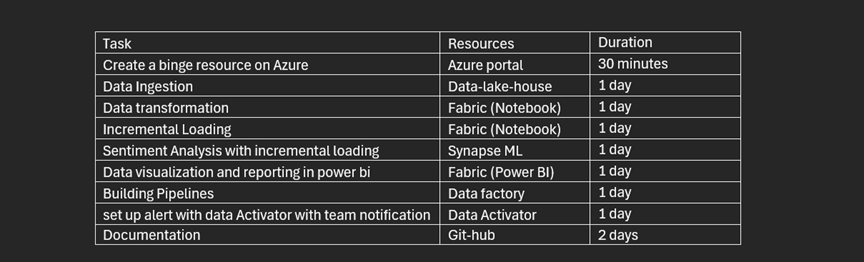 Task Resources Duration
Create a binge resource on Azure Azure portal 30 minutes
Data Ingestion Data-lake-house 1 day
Data transformation Fabric (Notebook) 1 day
Incremental Loading Fabric (Notebook) 1 day
Sentiment Analysis with incremental loading Synapse ML 1 day
Data visualization and reporting in power bi Fabric (Power BI) 1 day
Building Pipelines Data factory 1 day
set up alert with data Activator with team notification Data Activator 1 day
Documentation Git-hub 2 days